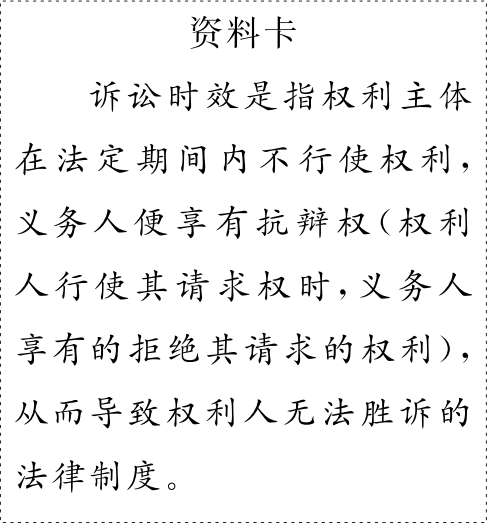 资料卡
诉讼时效是指权利主体
在法定期间内不行使权利，
义务人便享有抗辩权（权利
人行使其请求权时，义务人
享有的拒绝其请求的权利），
从而导致权利人无法胜诉的
法律制度。